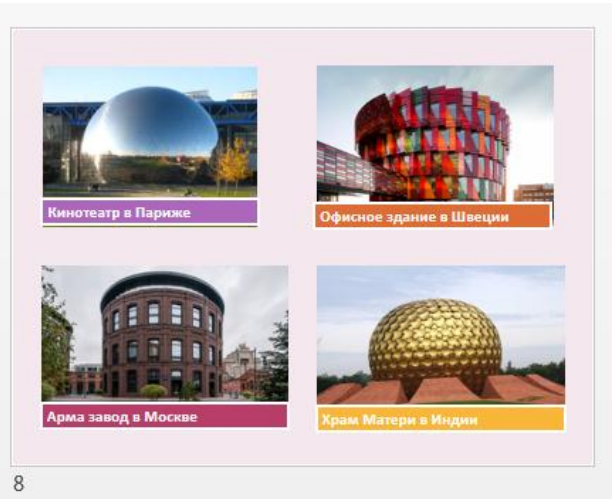 Кинотеатр в Париже
Офисное здание в Швеции
Арма завод в Москве
Храм Матери в Индии
8